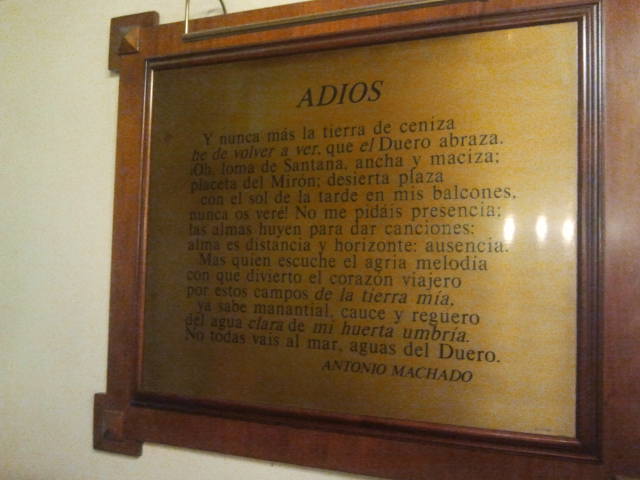 ADIOS
Y nunca más la tierra de ceniza
he de volver a ver, que el Duero abraza.
¡Oh, loma de Santana, ancha y maciza;
placeta del Mirón; desierta plaza
con el sol de la tarde en mis balcones,
nunca os veré! No me pidáis presencia;
las almas huyen para dar canciones:
alma es distancia y horizonte: ausencia.
Mas quien escuche el agria melodía
con que divierto el corazón viajero
por estos campos de la tierra mía,
ya sabe manantial, cauce y reguero
del agua clara de mi huerta umbría.
No todas vais al mar, aguas del Duero.
ANTONIO MACHADO